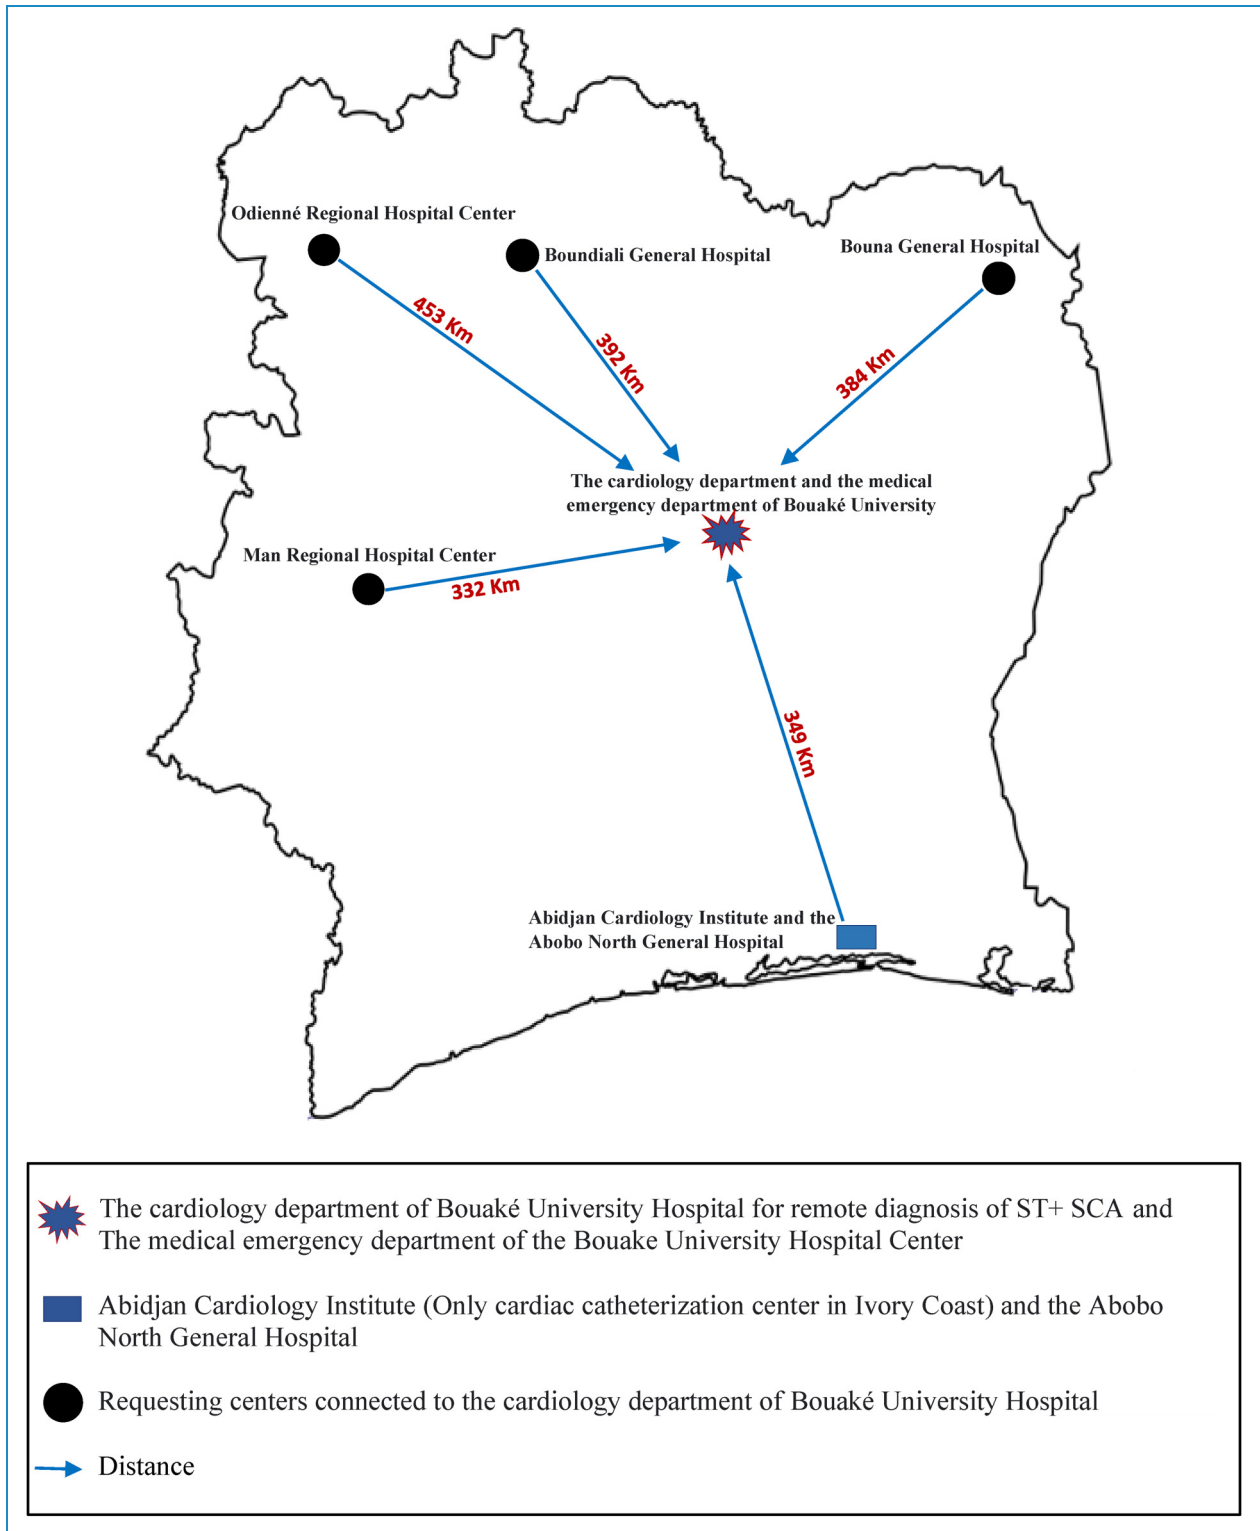 Odienné Regional Hospital Center
Boundiali General Hospital
Bouna General Hospital
453 Km
392 Km
384 Km
The cardiology department and the medical
emergency department of Bouaké University
Man Regional Hospital Center
332 Km
349 Km
Abidjan Cardiology Institute and the
Abobo North General Hospital
The cardiology department of Bouaké University Hospital for remote diagnosis of ST+ SCA and
The medical emergency department of the Bouake University Hospital Center
Abidjan Cardiology Institute (Only cardiac catheterization center in Ivory Coast) and the Abobo
North General Hospital
Requesting centers connected to the cardiology department of Bouaké University Hospital
Distance